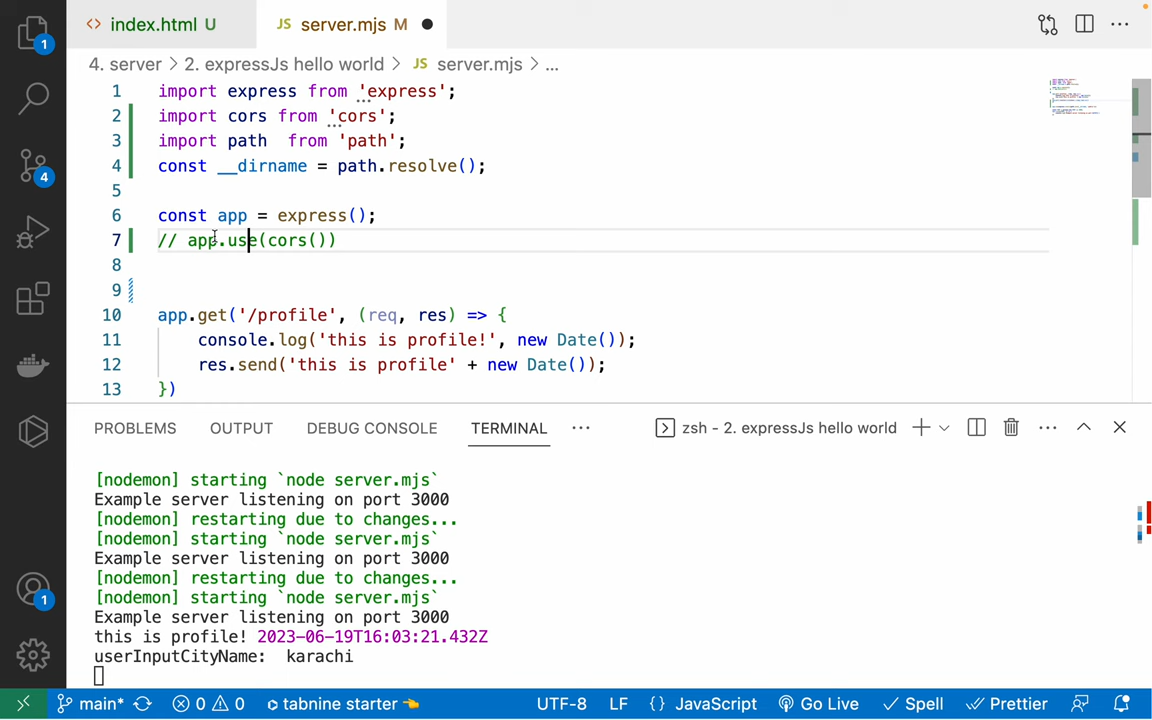 <> index.html U
JS server.mjs M
4. server > 2. expressJs hello world > JS server.mjs > ...
1 import express from 'express';
2 import cors from 'cors';
3 import path  from 'path';
4 const __dirname = path.resolve();
5
6 const app = express();
7 // app.use(cors())
8
9
10 app.get('/profile', (req, res) => {
11 console.log('this is profile!', new Date());
12 res.send('this is profile' + new Date());
13 })
PROBLEMS OUTPUT DEBUG CONSOLE TERMINAL ... zsh - 2. expressJs hello world
[nodemon] starting `node server.mjs`
Example server listening on port 3000
[nodemon] restarting due to changes...
[nodemon] starting `node server.mjs`
Example server listening on port 3000
[nodemon] restarting due to changes...
[nodemon] starting `node server.mjs`
Example server listening on port 3000
this is profile! 2023-06-19T16:03:21.432Z
userInputCityName:  karachi
1
4
1
main* 0 0 tabnine starter 👈 UTF-8 LF {} JavaScript Go Live Spell Prettier